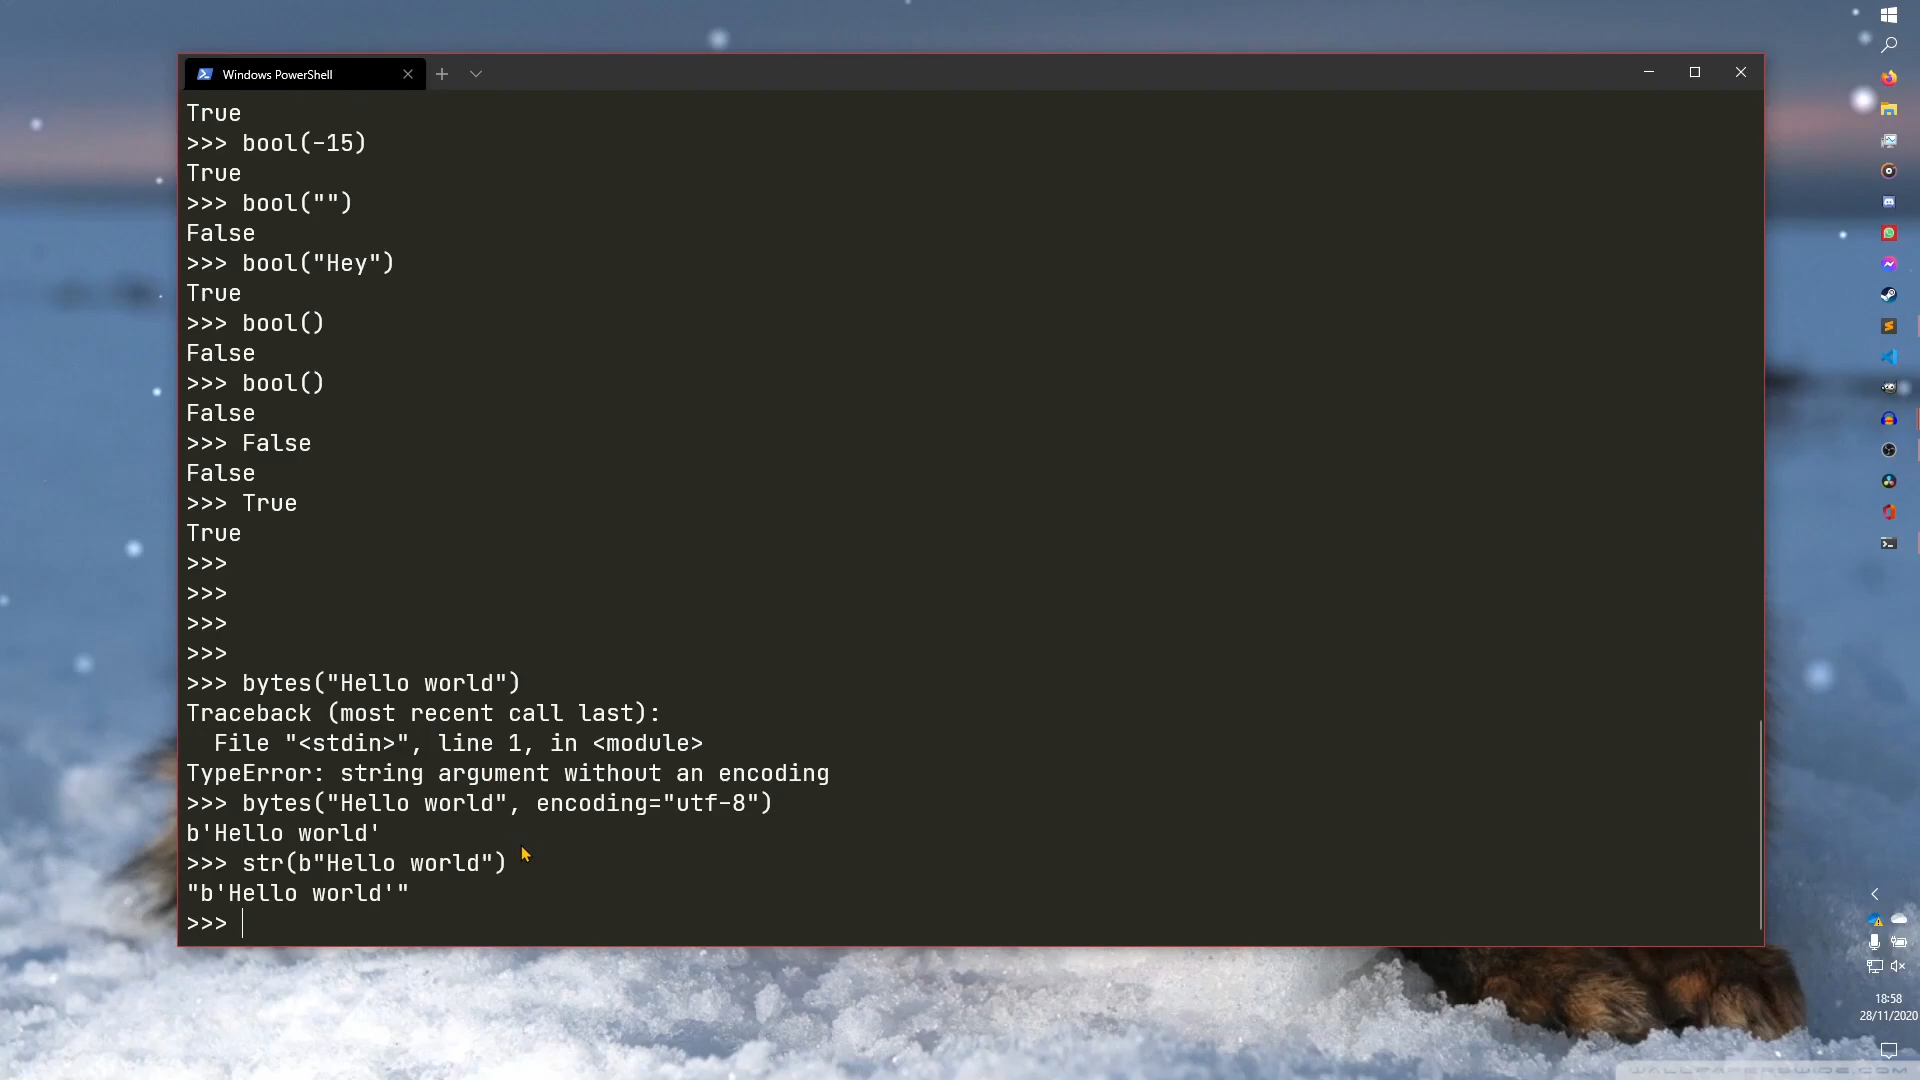 Windows PowerShell
True
>>> bool(-15)
True
>>> bool("")
False
>>> bool("Hey")
True
>>> bool()
False
>>> bool()
False
>>> False
False
>>> True
True
>>>
>>>
>>>
>>>
>>> bytes("Hello world")
Traceback (most recent call last):
  File "<stdin>", line 1, in <module>
TypeError: string argument without an encoding
>>> bytes("Hello world", encoding="utf-8")
b'Hello world'
>>> str(b"Hello world")
"b'Hello world'"
>>>
18:58
28/11/2020
WALLPAPERSWIDE.COM